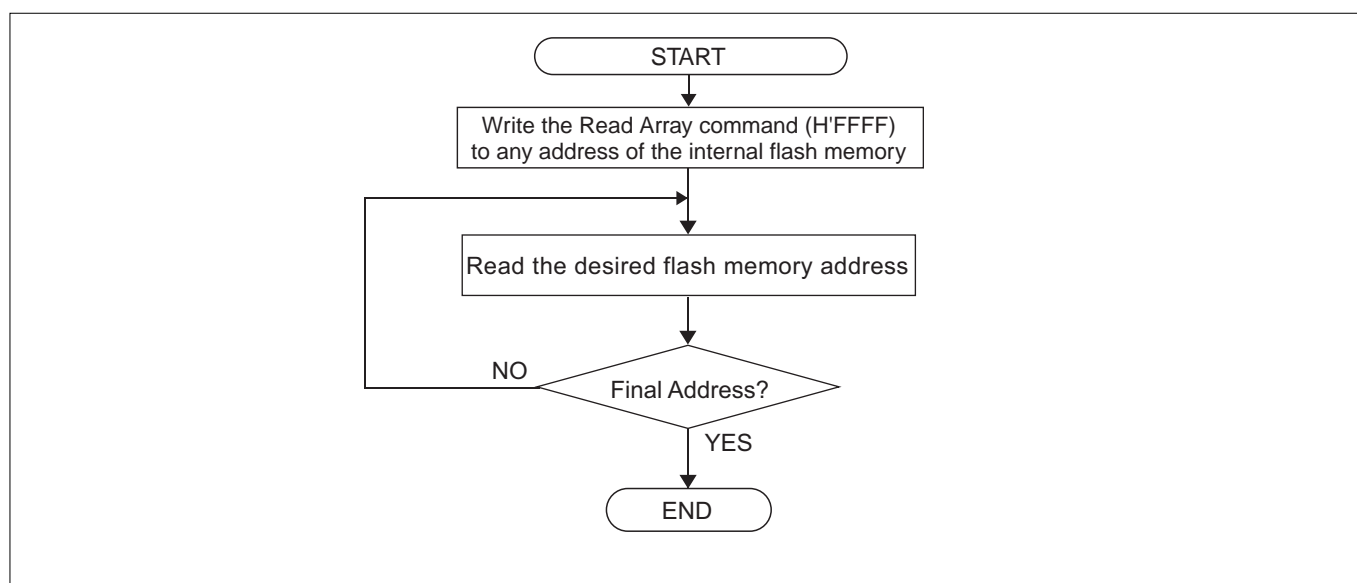 START
Write the Read Array command (H'FFFF)
to any address of the internal flash memory
Read the desired flash memory address
NO
Final Address?
YES
END